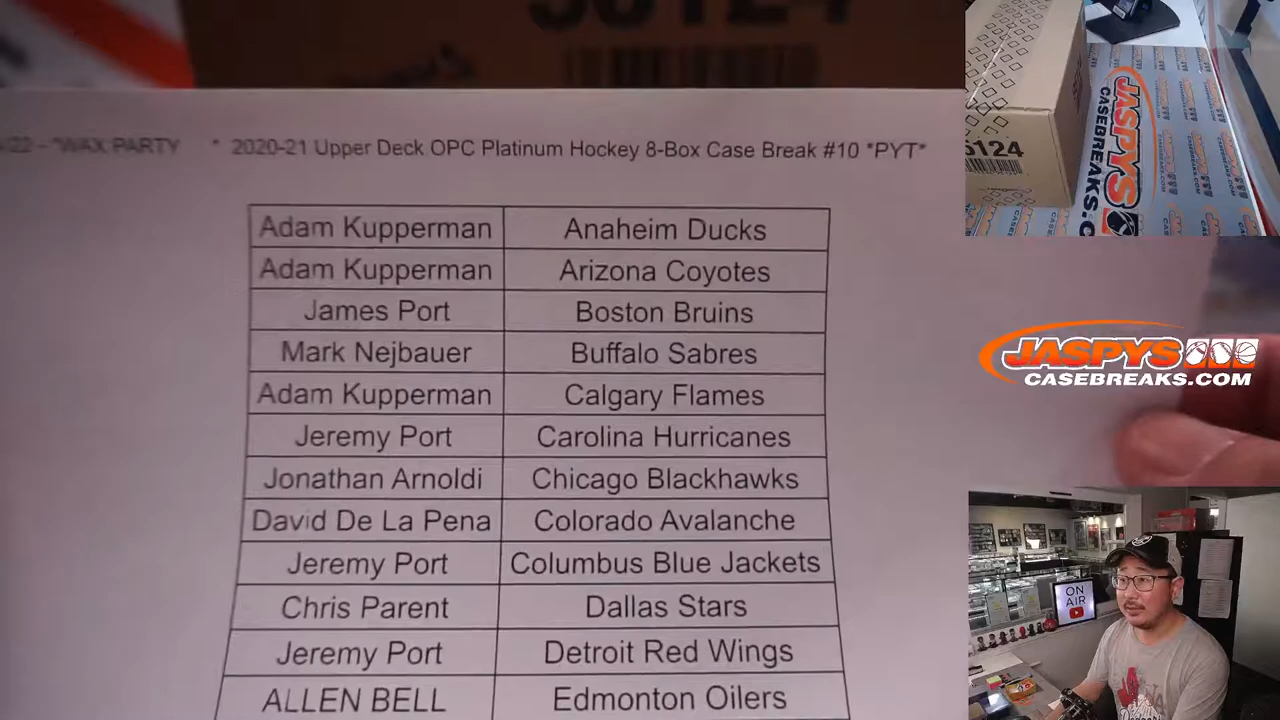 36124
/22 - "WAX PARTY * 2020-21 Upper Deck OPC Platinum Hockey 8-Box Case Break #10 *PYT*
Adam Kupperman Anaheim Ducks
Adam Kupperman Arizona Coyotes
James Port Boston Bruins
Mark Nejbauer Buffalo Sabres
Adam Kupperman Calgary Flames
Jeremy Port Carolina Hurricanes
Jonathan Arnoldi Chicago Blackhawks
David De La Pena Colorado Avalanche
Jeremy Port Columbus Blue Jackets
Chris Parent Dallas Stars
Jeremy Port Detroit Red Wings
ALLEN BELL Edmonton Oilers
6124
JASPYS
CASEBREAKS.C
JASPYS
CASEBREAKS.COM
ON
AIR